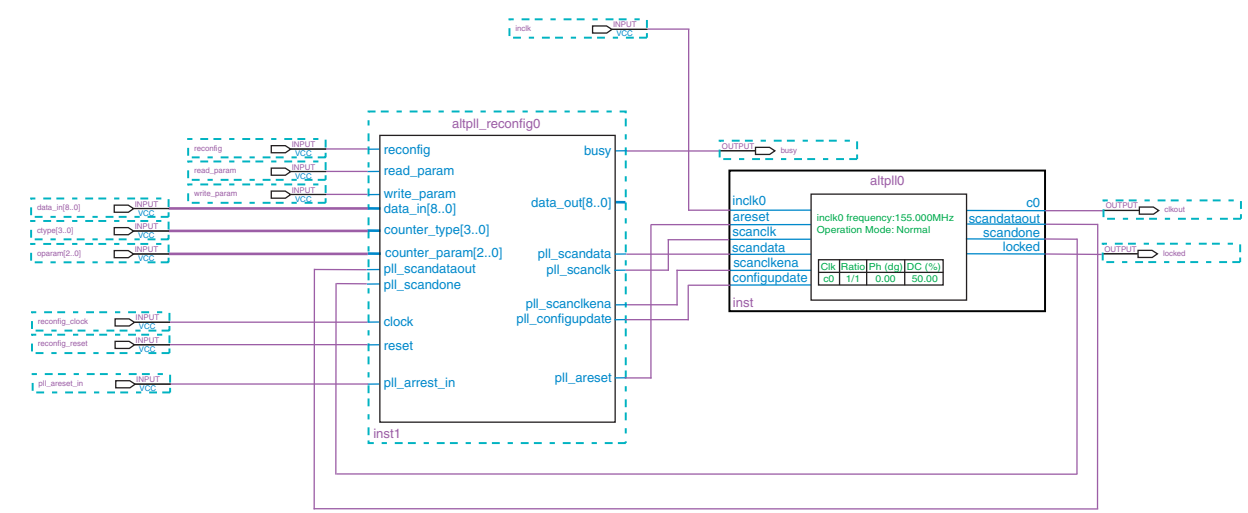 inclk
INPUT
VCC
altpll_reconfig0
reconfig
INPUT
VCC
read_param
INPUT
VCC
write_param
INPUT
VCC
data_in[8..0]
INPUT
VCC
ctype[3..0]
INPUT
VCC
oparam[2..0]
INPUT
VCC
reconfig_clock
INPUT
VCC
reconfig_reset
INPUT
VCC
pll_areset_in
INPUT
VCC
reconfig
read_param
write_param
data_in[8..0]
counter_type[3..0]
counter_param[2..0]
pll_scandataout
pll_scandone
clock
reset
pll_arrest_in
busy
data_out[8..0]
pll_scandata
pll_scanclk
pll_scanclkena
pll_configupdate
pll_areset
inst1
OUTPUT
busy
altpll0
inclk0
areset
scanclk
scandata
scanclkena
configupdate
inclk0 frequency:155.000MHz
Operation Mode: Normal
Clk Ratio Ph (dg) DC (%)
c0 1/1 0.00 50.00
c0
scandataout
scandone
locked
inst
OUTPUT
clkout
OUTPUT
locked